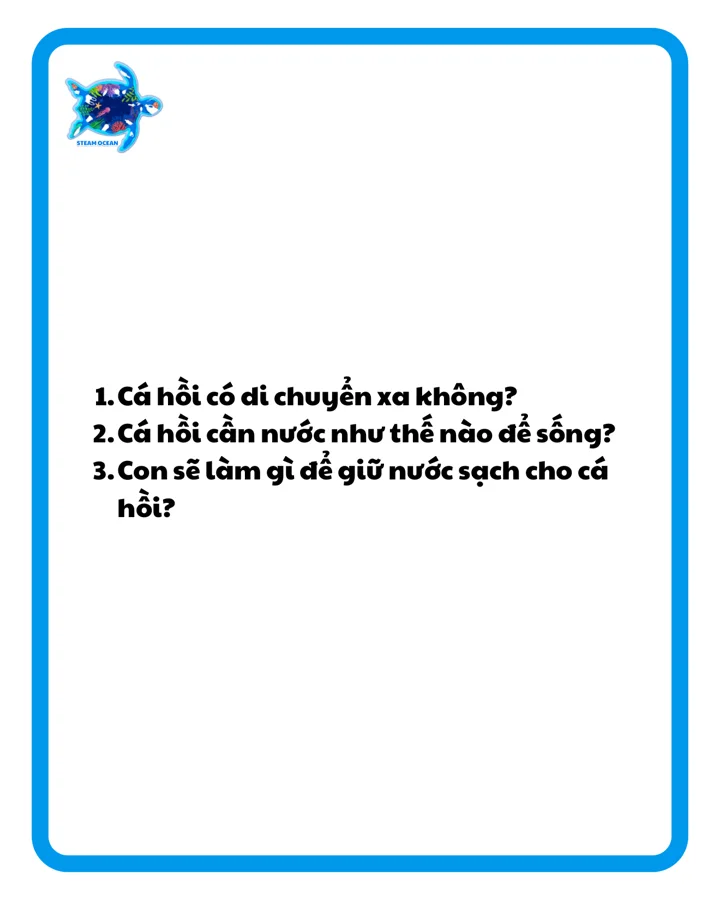 STEAM OCEAN
1. Cá hồi có di chuyển xa không?
2. Cá hồi cần nước như thế nào để sống?
3. Con sẽ làm gì để giữ nước sạch cho cá
hồi?